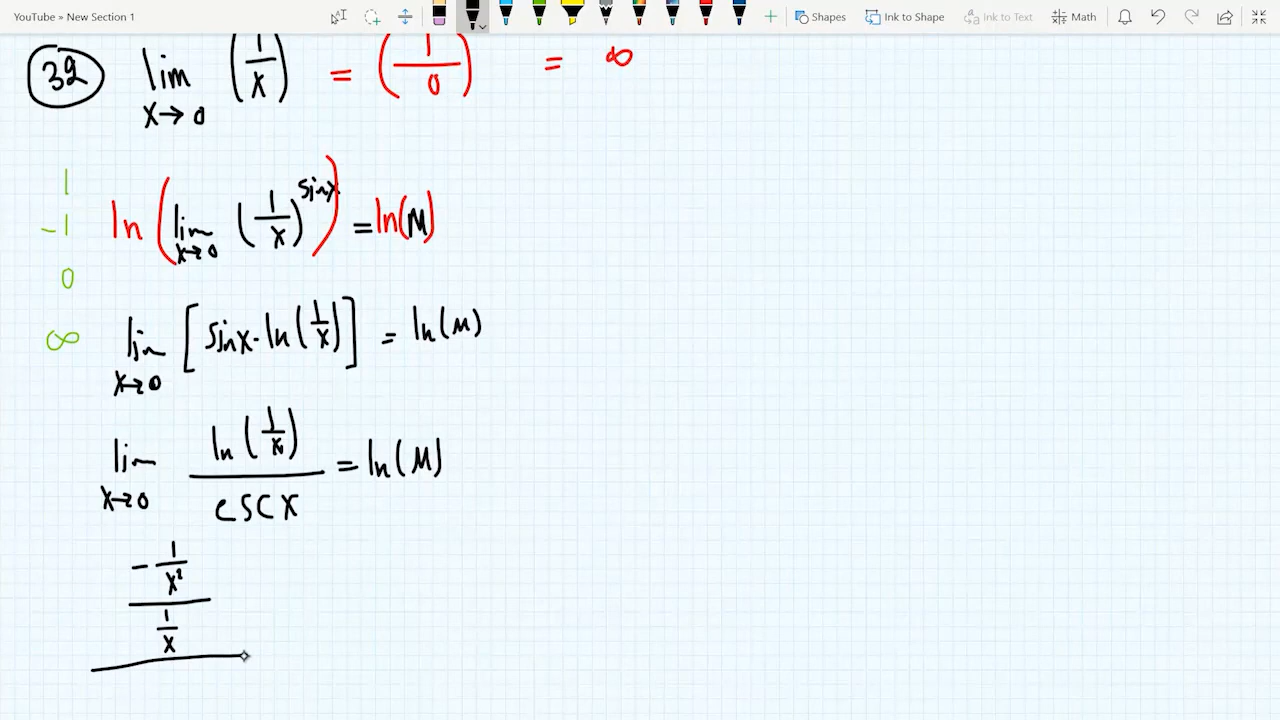 YouTube » New Section 1 Shapes Ink to Shape Ink to Text Math
32 lim x→0 (1/x) = (1/0) = ∞
1
-1 ln(lim x→0 (1/x)^sinx) = ln(M)
0
∞ lim x→0 [sinx·ln(1/x)] = ln(M)
lim x→0 ln(1/x) / cscx = ln(M)
-1/x²
1/x